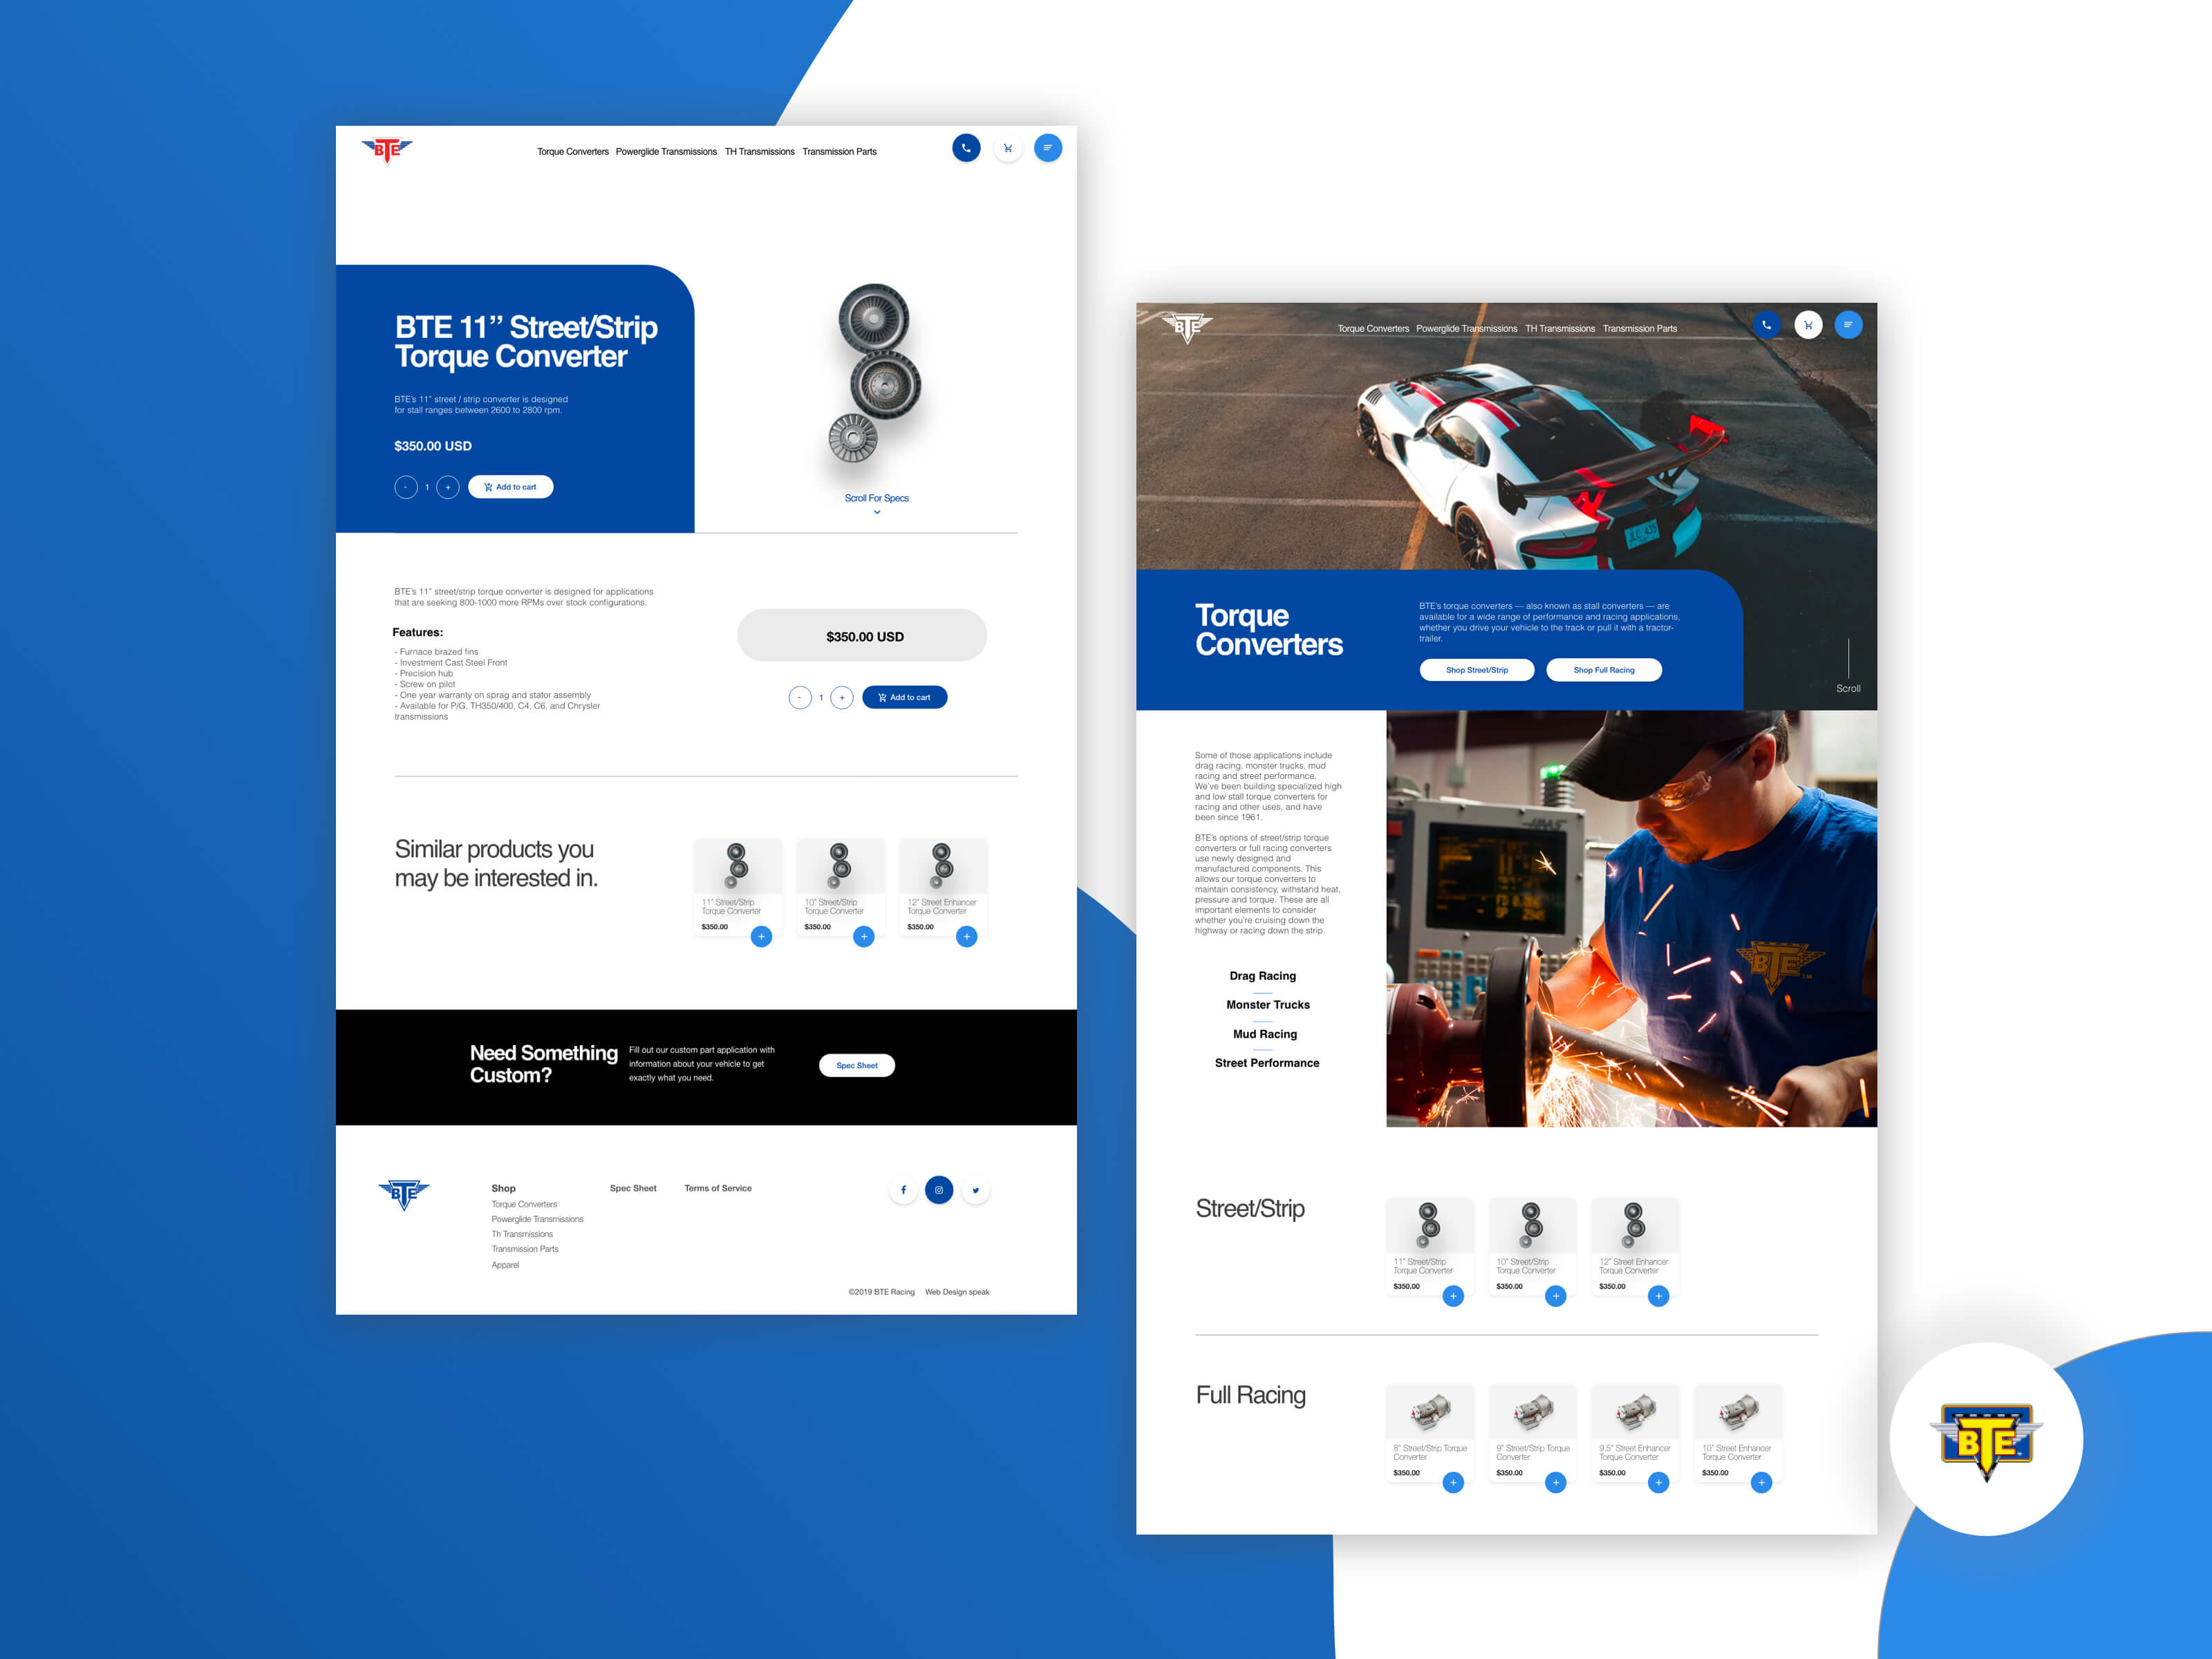 BTE
Torque Converters Powerglide Transmissions TH Transmissions Transmission Parts
BTE 11” Street/Strip
Torque Converter
BTE’s 11” street / strip converter is designed
for stall ranges between 2600 to 2800 rpm.
$350.00 USD
- 1 + Add to cart
Scroll For Specs
BTE’s 11” street/strip torque converter is designed for applications
that are seeking 800-1000 more RPMs over stock configurations.
Features:
- Furnace brazed fins
- Investment Cast Steel Front
- Precision hub
- Screw on pilot
- One year warranty on sprag and stator assembly
- Available for P/G, TH350/400, C4, C6, and Chrysler
transmissions
$350.00 USD
- 1 + Add to cart
Similar products you
may be interested in.
11” Street/Strip
Torque Converter
$350.00
+
10” Street/Strip
Torque Converter
$350.00
+
12” Street Enhancer
Torque Converter
$350.00
+
Need Something
Custom?
Fill out our custom part application with
information about your vehicle to get
exactly what you need.
Spec Sheet
BTE
Shop
Torque Converters
Powerglide Transmissions
Th Transmissions
Transmission Parts
Apparel
Spec Sheet
Terms of Service
©2019 BTE Racing Web Design speak
BTE
Torque Converters Powerglide Transmissions TH Transmissions Transmission Parts
Torque
Converters
BTE’s torque converters — also known as stall converters — are
available for a wide range of performance and racing applications,
whether you drive your vehicle to the track or pull it with a tractor-
trailer.
Shop Street/Strip
Shop Full Racing
Scroll
Some of those applications include
drag racing, monster trucks, mud
racing and street performance.
We’ve been building specialized high
and low stall torque converters for
racing and other uses, and have
been since 1961.
BTE’s options of street/strip torque
converters or full racing converters
use newly designed and
manufactured components. This
allows our torque converters to
maintain consistency, withstand heat,
pressure and torque. These are all
important elements to consider
whether you’re cruising down the
highway or racing down the strip.
Drag Racing
Monster Trucks
Mud Racing
Street Performance
HAAS
BTE
Street/Strip
11” Street/Strip
Torque Converter
$350.00
+
10” Street/Strip
Torque Converter
$350.00
+
12” Street Enhancer
Torque Converter
$350.00
+
Full Racing
8” Street/Strip Torque
Converter
$350.00
+
9” Street/Strip Torque
Converter
$350.00
+
9.5” Street Enhancer
Torque Converter
$350.00
+
10” Street Enhancer
Torque Converter
$350.00
+
BTE